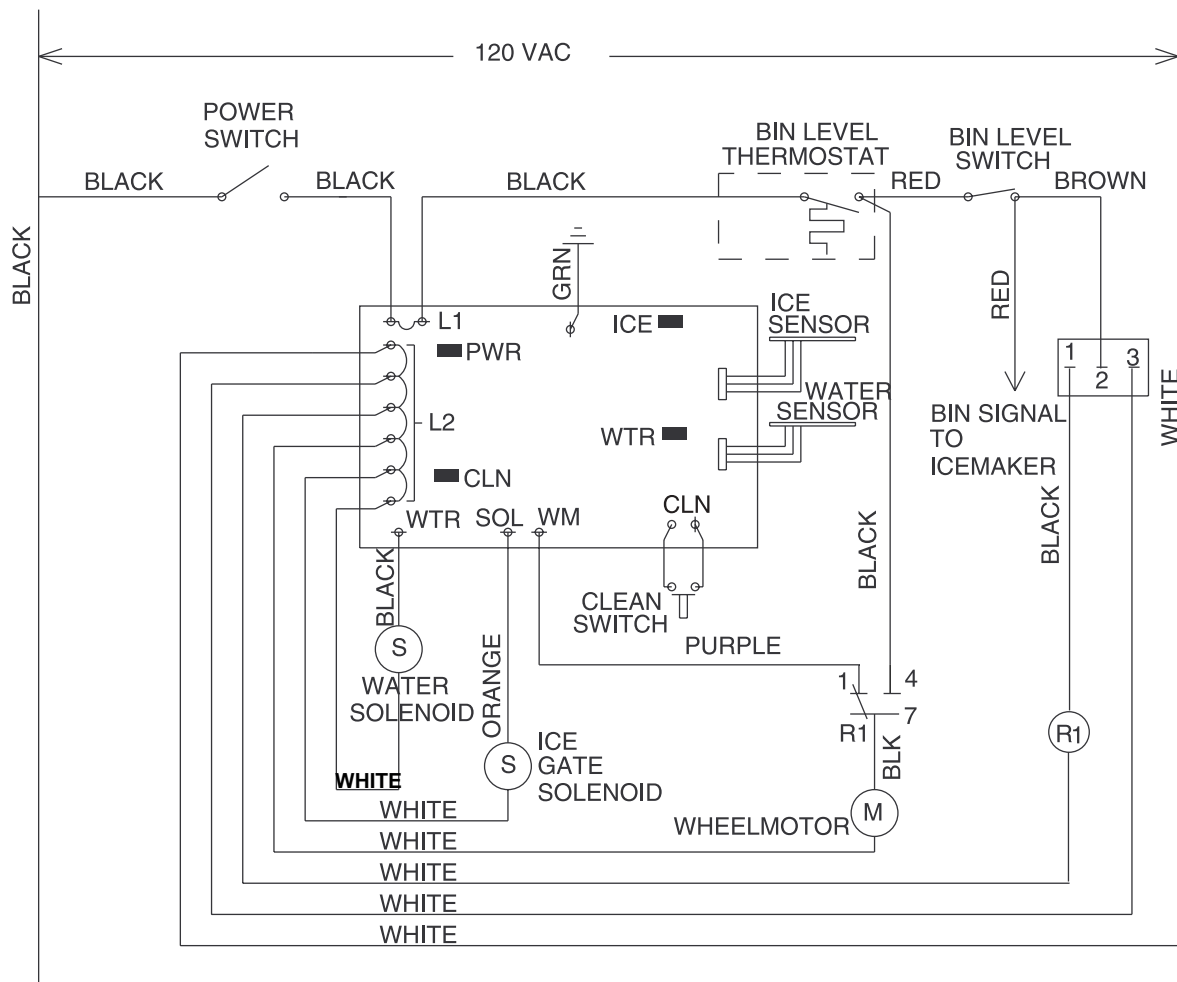 120 VAC
POWER
SWITCH
BIN LEVEL
THERMOSTAT
BIN LEVEL
SWITCH
BLACK
BLACK
BLACK
RED
BROWN
BLACK
GRN
RED
L1
ICE
ICE
SENSOR
PWR
1
3
2
WHITE
L2
WATER
SENSOR
WTR
BIN SIGNAL
TO
ICEMAKER
CLN
WTR
SOL
WM
CLN
BLACK
BLACK
BLACK
CLEAN
SWITCH
PURPLE
S
WATER
SOLENOID
ORANGE
1
4
7
R1
R1
BLK
ICE
GATE
SOLENOID
S
WHITE
WHEELMOTOR
M
WHITE
WHITE
WHITE
WHITE
WHITE